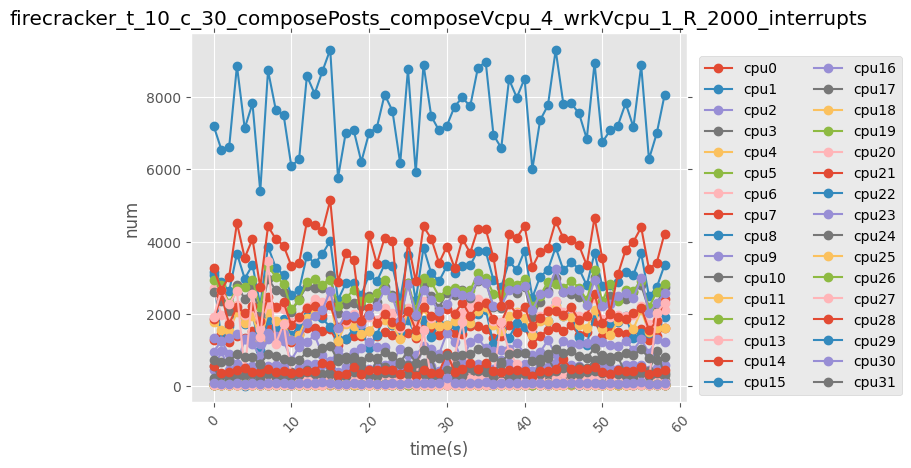 firecracker_t_10_c_30_composePosts_composeVcpu_4_wrkVcpu_1_R_2000_interrupts
num
8000
6000
4000
2000
0
0
10
20
30
40
50
60
time(s)
cpu0
cpu1
cpu2
cpu3
cpu4
cpu5
cpu6
cpu7
cpu8
cpu9
cpu10
cpu11
cpu12
cpu13
cpu14
cpu15
cpu16
cpu17
cpu18
cpu19
cpu20
cpu21
cpu22
cpu23
cpu24
cpu25
cpu26
cpu27
cpu28
cpu29
cpu30
cpu31